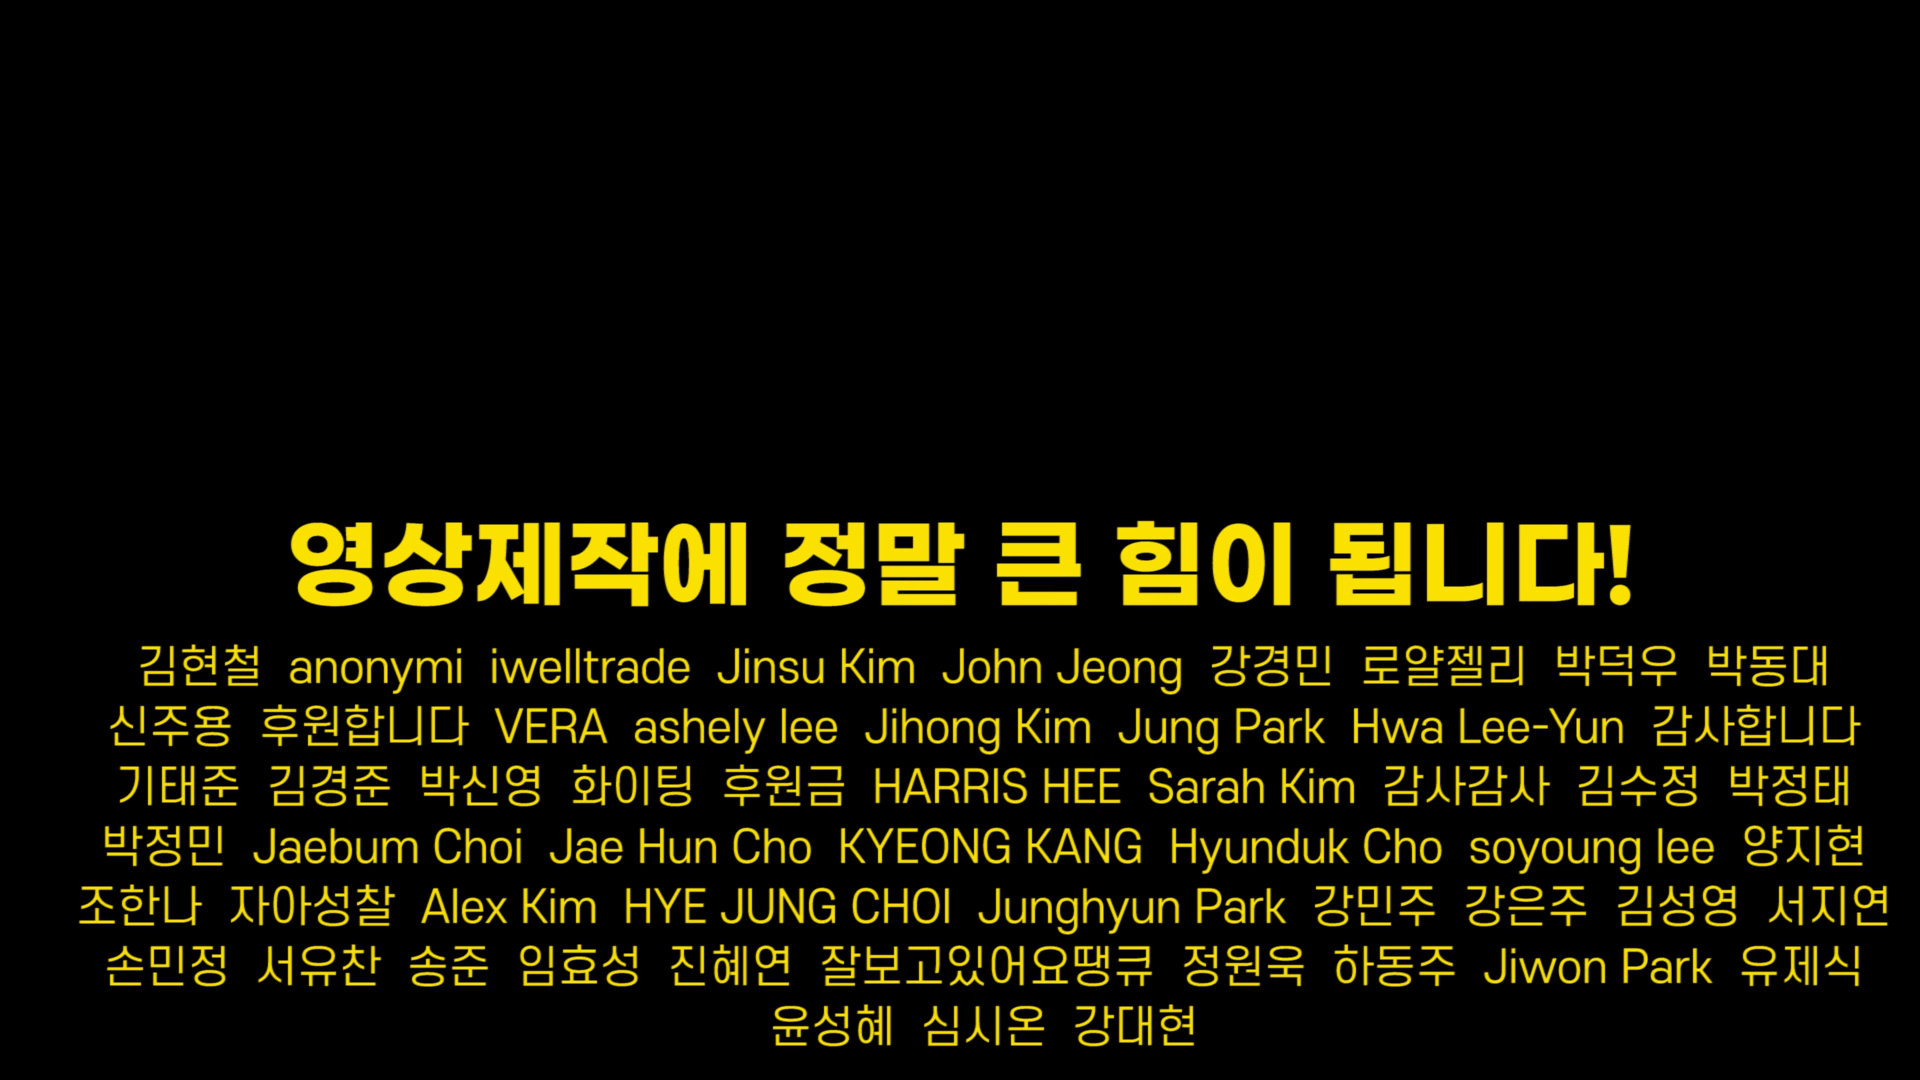 영상제작에 정말 큰 힘이 됩니다!
김현철 anonymi iwelltrade Jinsu Kim John Jeong 강경민 로얄젤리 박덕우 박동대
신주용 후원합니다 VERA ashely lee Jihong Kim Jung Park Hwa Lee-Yun 감사합니다
기태준 김경준 박신영 화이팅 후원금 HARRIS HEE Sarah Kim 감사감사 김수정 박정태
박정민 Jaebum Choi Jae Hun Cho KYEONG KANG Hyunduk Cho soyoung lee 양지현
조한나 자아성찰 Alex Kim HYE JUNG CHOI Junghyun Park 강민주 강은주 김성영 서지연
손민정 서유찬 송준 임효성 진혜연 잘보고있어요땡큐 정원욱 하동주 Jiwon Park 유제식
윤성혜 심시온 강대현